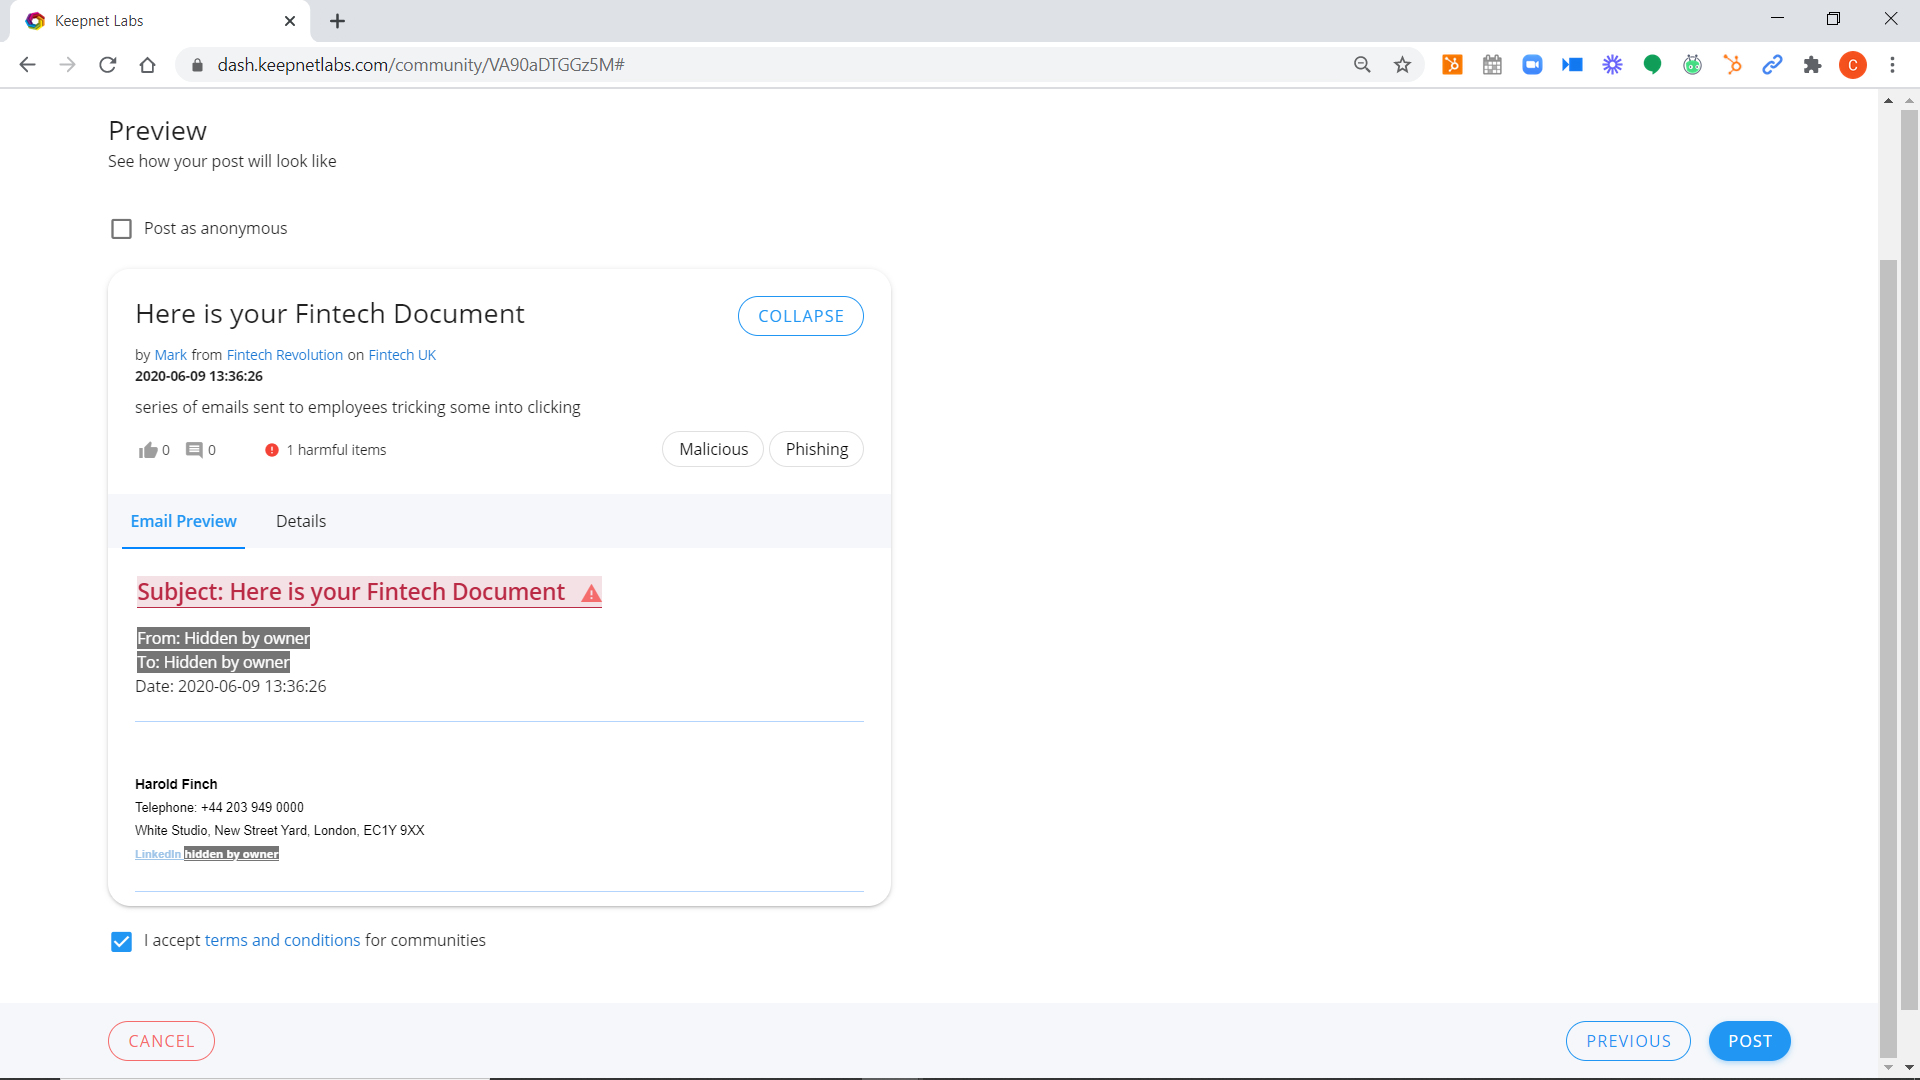 Keepnet Labs
dash.keepnetlabs.com/community/VA90aDTGGz5M#
C
Preview
See how your post will look like
Post as anonymous
Here is your Fintech Document
COLLAPSE
by Mark from Fintech Revolution on Fintech UK
2020-06-09 13:36:26
series of emails sent to employees tricking some into clicking
0 0 1 harmful items Malicious Phishing
Email Preview Details
Subject: Here is your Fintech Document
From: Hidden by owner
To: Hidden by owner
Date: 2020-06-09 13:36:26
Harold Finch
Telephone: +44 203 949 0000
White Studio, New Street Yard, London, EC1Y 9XX
LinkedIn hidden by owner
I accept terms and conditions for communities
CANCEL PREVIOUS POST